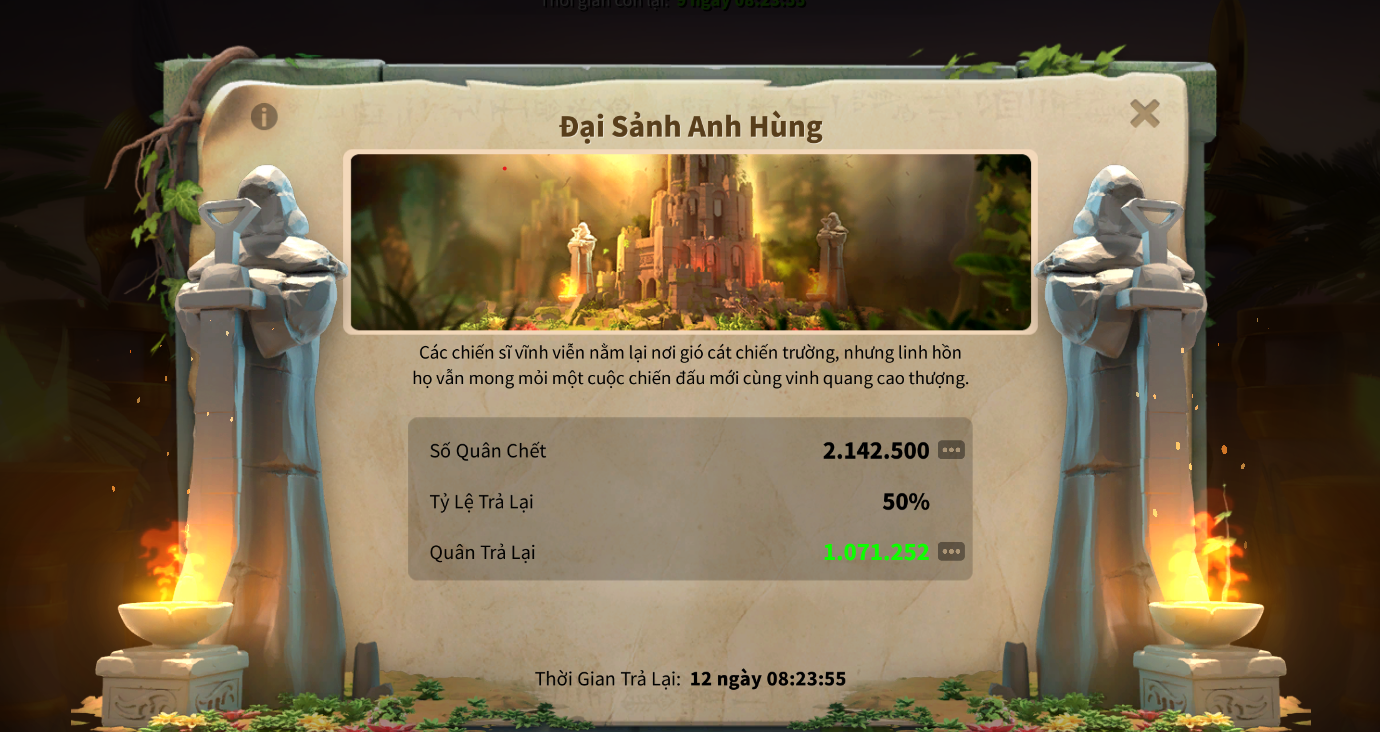 Thời gian còn lại: 5 ngày 08:23:55
Đại Sảnh Anh Hùng
Các chiến sĩ vĩnh viễn nằm lại nơi gió cát chiến trường, nhưng linh hồn
họ vẫn mong mỏi một cuộc chiến đấu mới cùng vinh quang cao thượng.
Số Quân Chết 2.142.500
Tỷ Lệ Trả Lại 50%
Quân Trả Lại 1.071.252
Thời Gian Trả Lại: 12 ngày 08:23:55